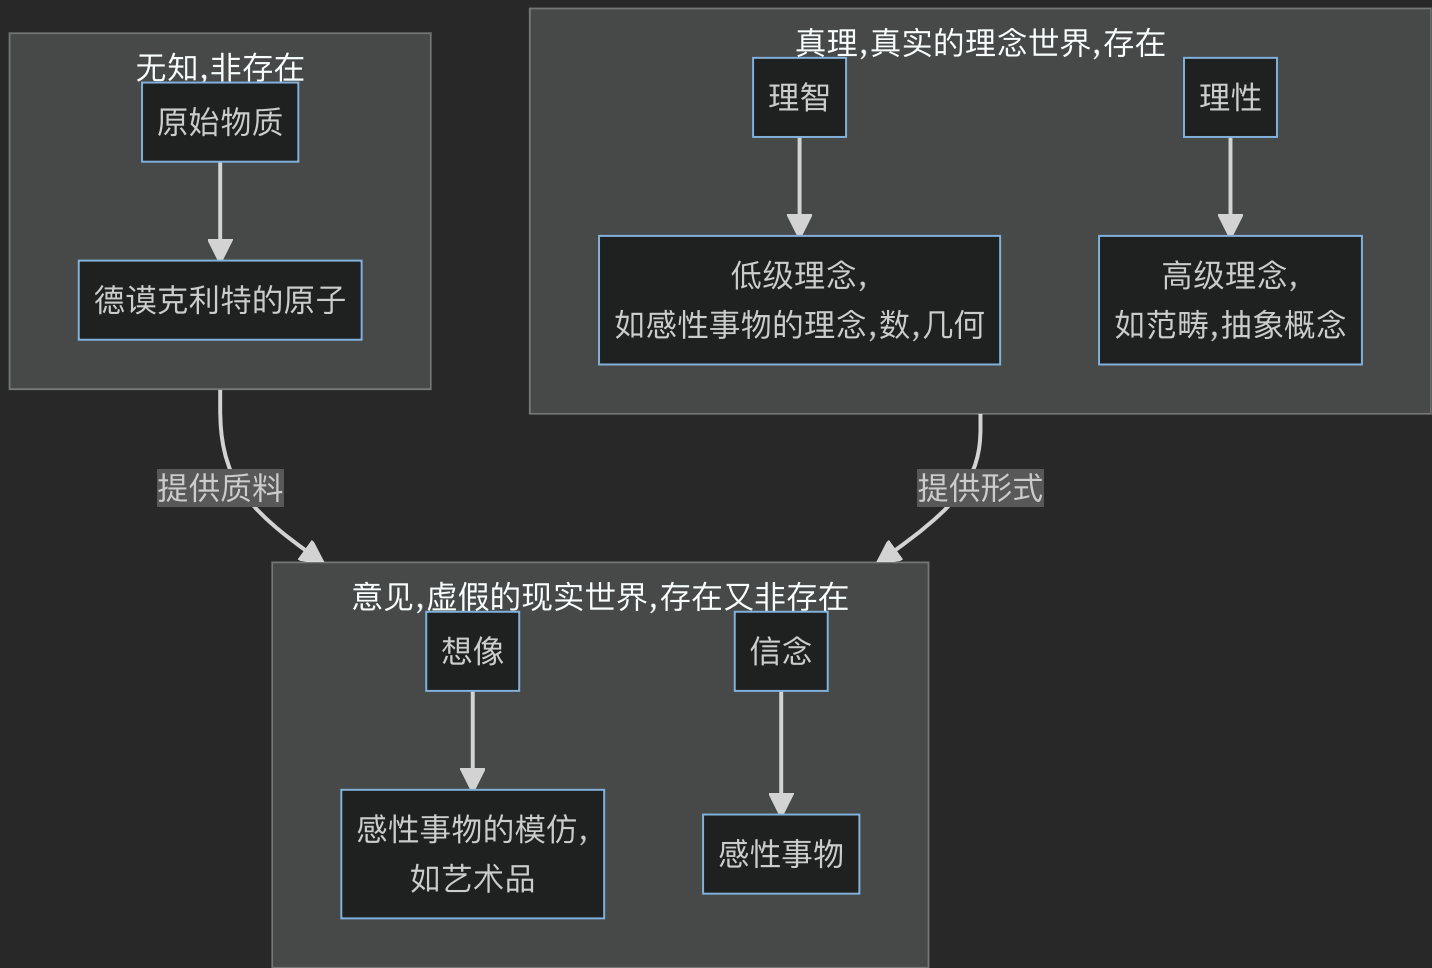 无知,非存在
原始物质
德谟克利特的原子
真理,真实的理念世界,存在
理智
理性
低级理念,
如感性事物的理念,数,几何
高级理念,
如范畴,抽象概念
提供质料
提供形式
意见,虚假的现实世界,存在又非存在
想像
信念
感性事物的模仿,
如艺术品
感性事物